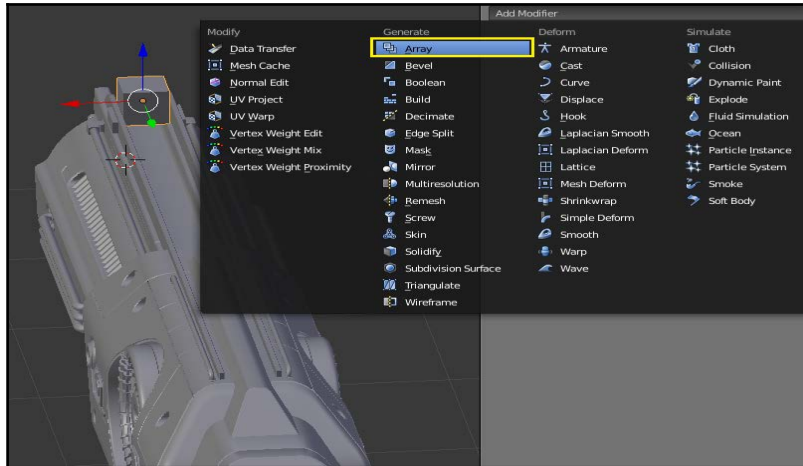 Add Modifier
Modify
Data Transfer
Mesh Cache
Normal Edit
UV Project
UV Warp
Vertex Weight Edit
Vertex Weight Mix
Vertex Weight Proximity
Generate
Array
Bevel
Boolean
Build
Decimate
Edge Split
Mask
Mirror
Multiresolution
Remesh
Screw
Skin
Solidify
Subdivision Surface
Triangulate
Wireframe
Deform
Armature
Cast
Curve
Displace
Hook
Laplacian Smooth
Laplacian Deform
Lattice
Mesh Deform
Shrinkwrap
Simple Deform
Smooth
Warp
Wave
Simulate
Cloth
Collision
Dynamic Paint
Explode
Fluid Simulation
Ocean
Particle Instance
Particle System
Smoke
Soft Body